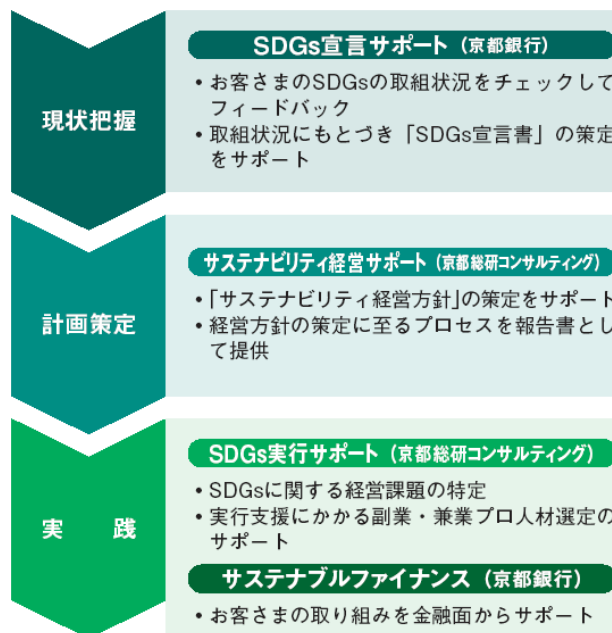 現状把握
SDGs宣言サポート（京都銀行）
・お客さまのSDGsの取組状況をチェックして
フィードバック
・取組状況にもとづき「SDGs宣言書」の策定
をサポート
計画策定
サステナビリティ経営サポート（京都総研コンサルティング）
・「サステナビリティ経営方針」の策定をサポート
・経営方針の策定に至るプロセスを報告書とし
て提供
実　践
SDGs実行サポート（京都総研コンサルティング）
・SDGsに関する経営課題の特定
・実行支援にかかる副業・兼業プロ人材選定の
サポート
サステナブルファイナンス（京都銀行）
・お客さまの取り組みを金融面からサポート